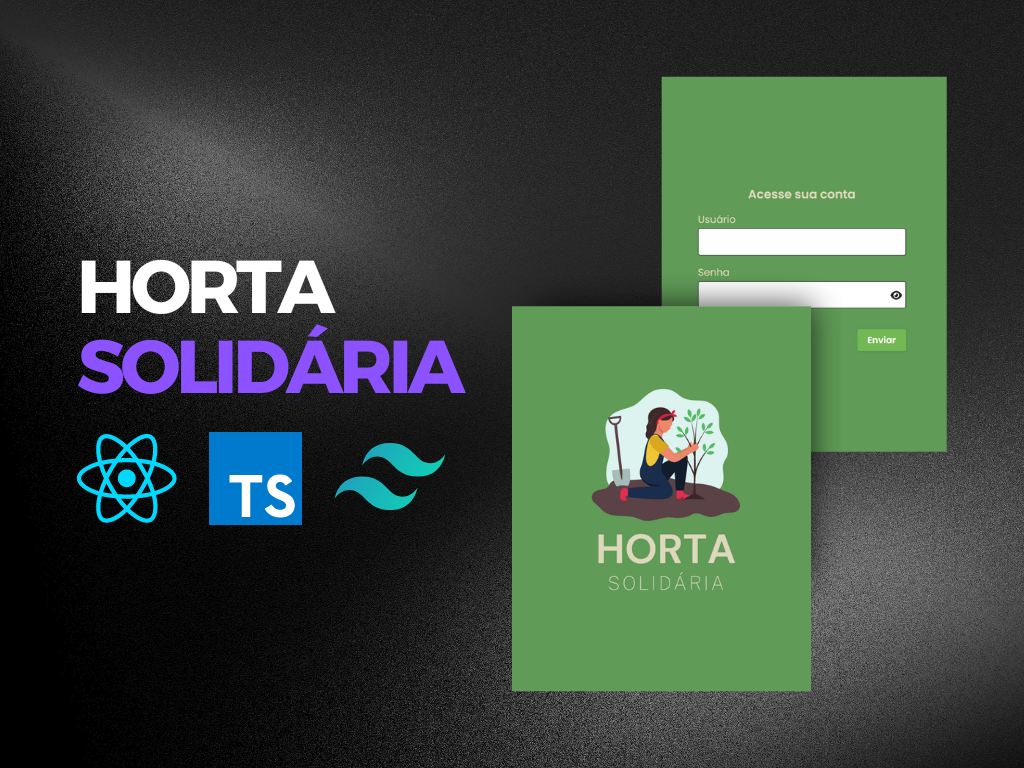 HORTA
SOLIDÁRIA
TS
Acesse sua conta
Usuário
Senha
Enviar
HORTA
SOLIDÁRIA